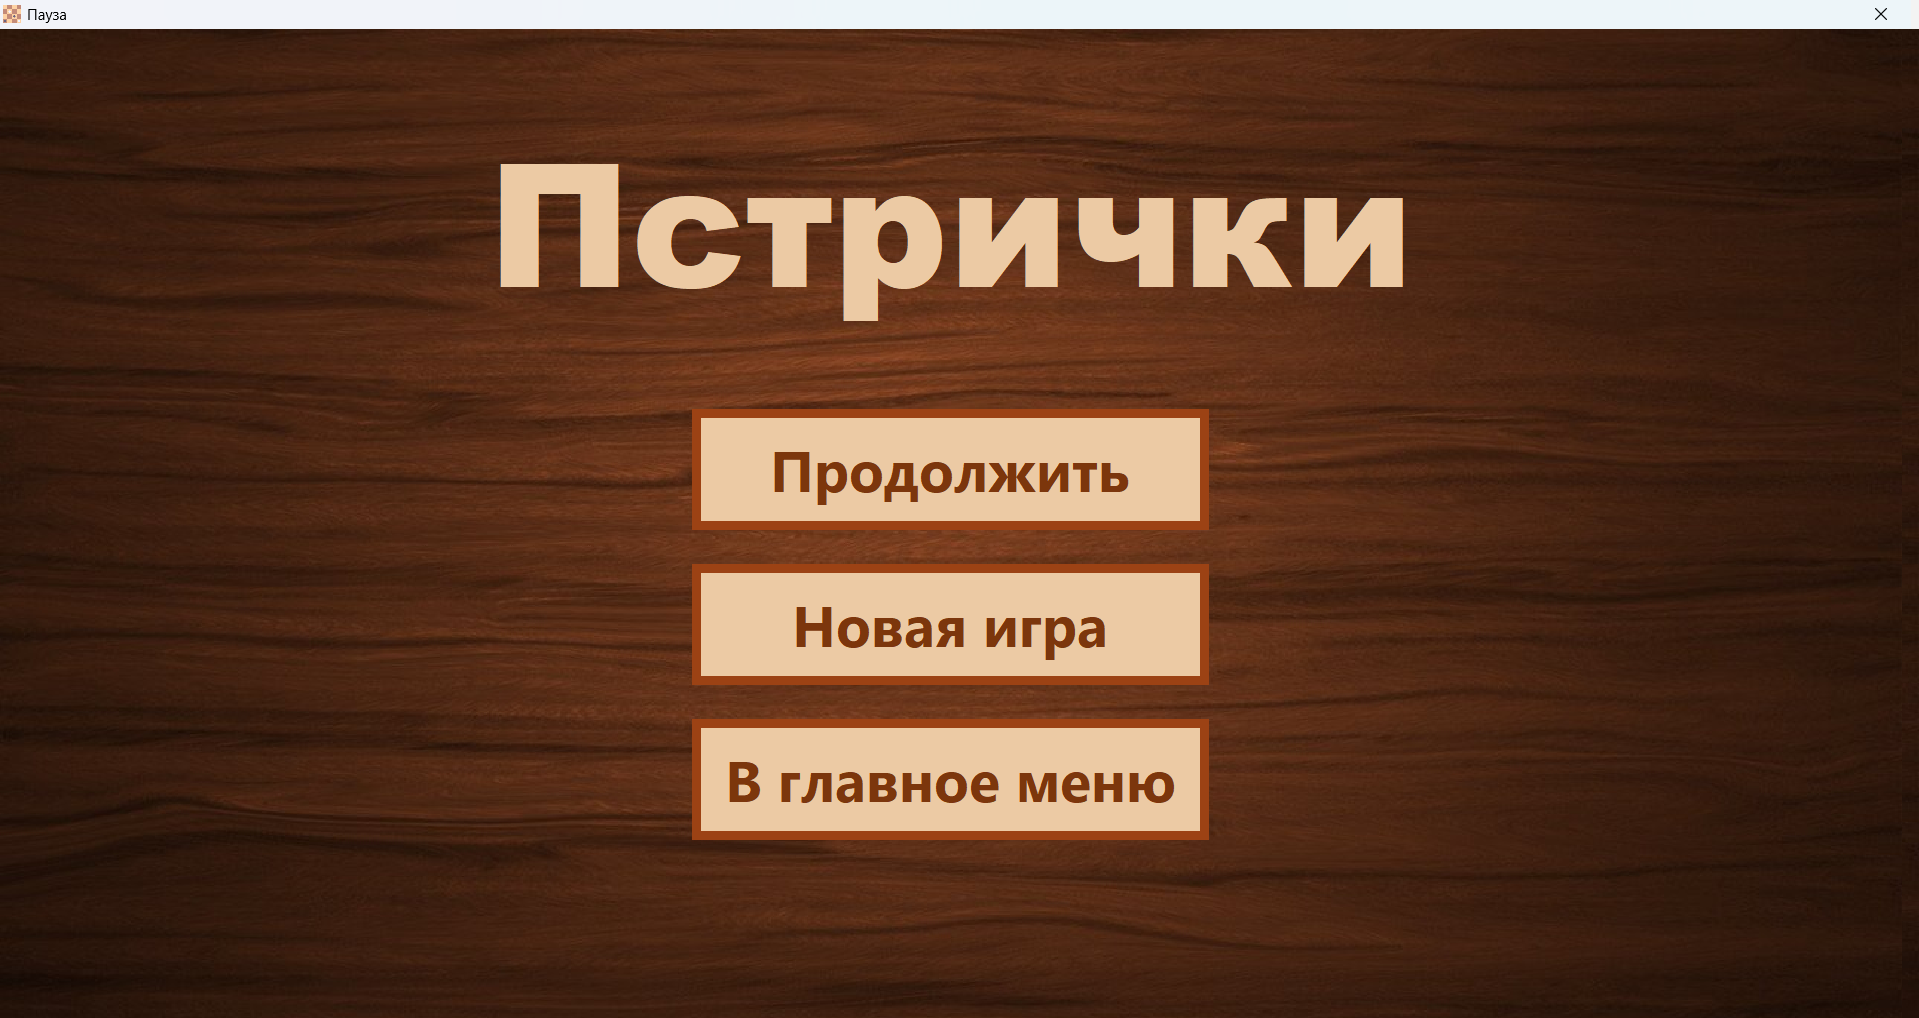 Пауза
Пстрички
Продолжить
Новая игра
В главное меню